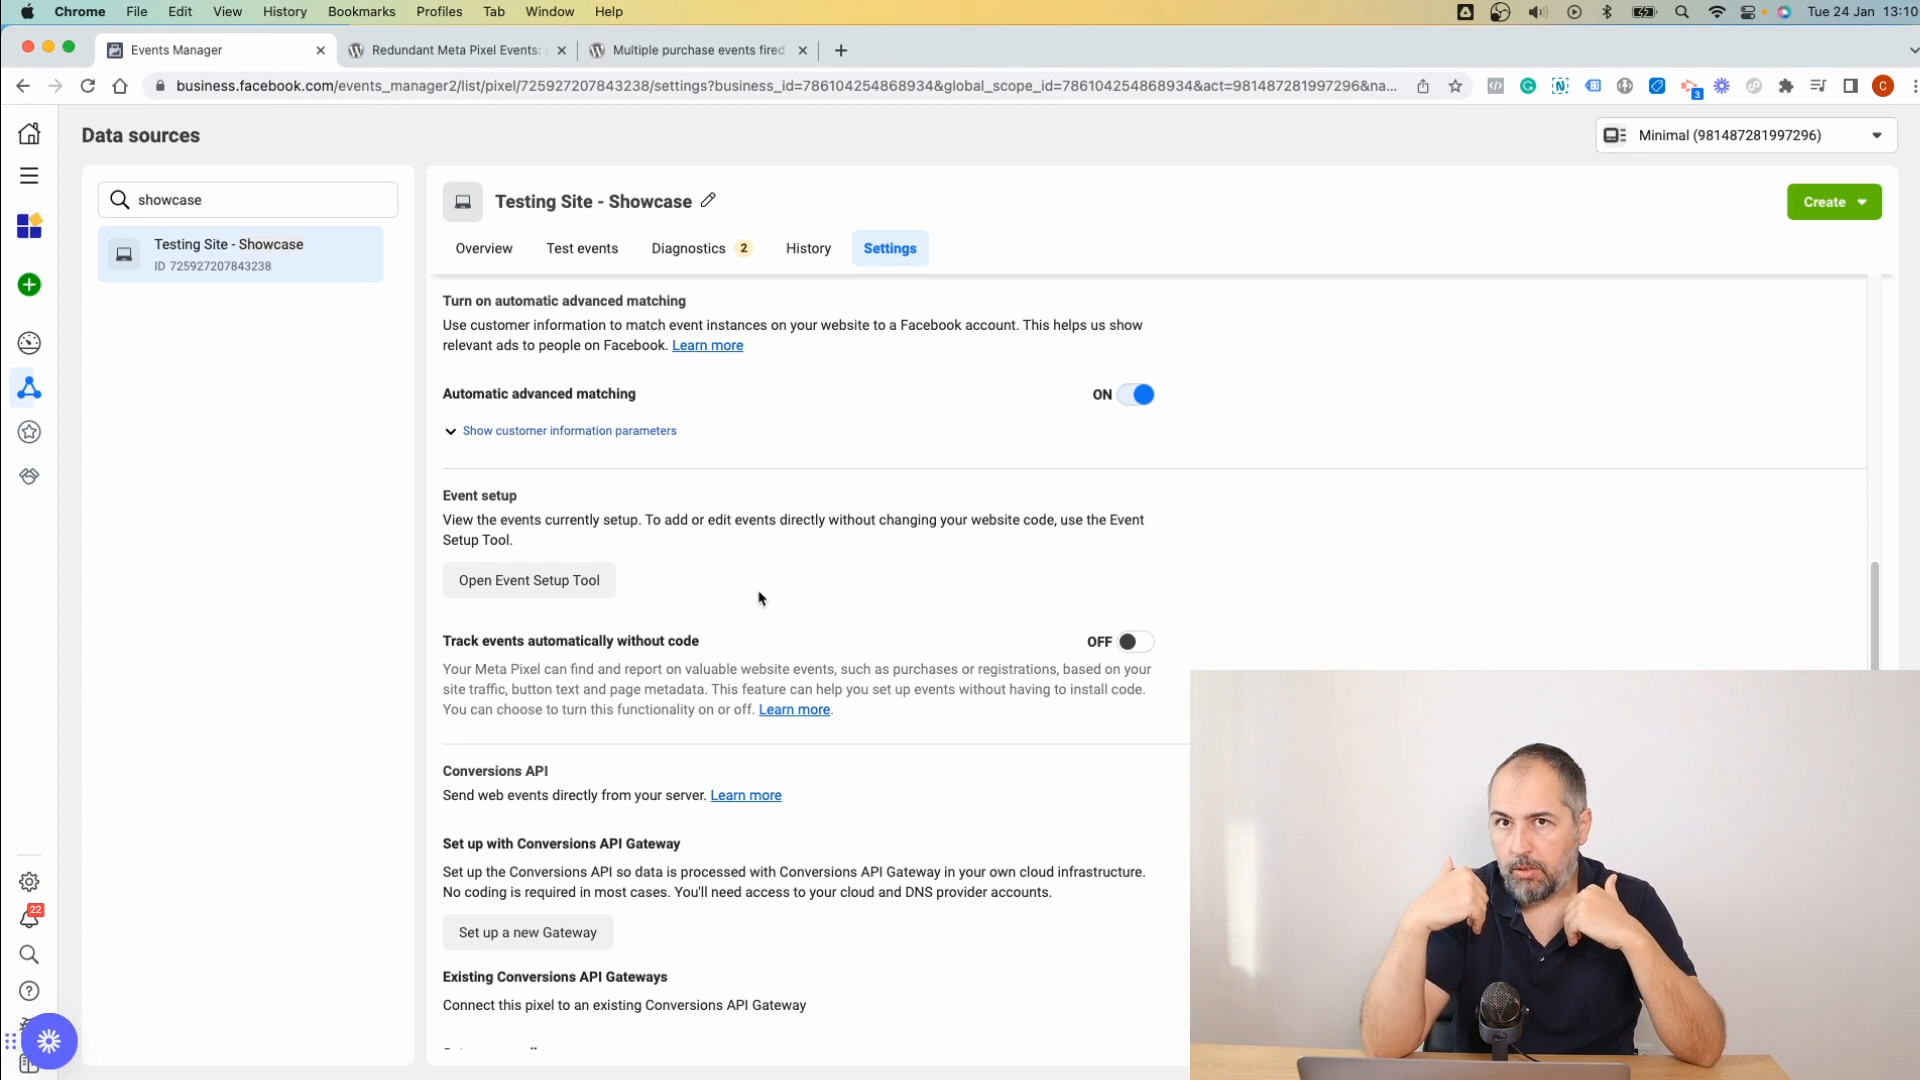 Chrome File Edit View History Bookmarks Profiles Tab Window Help Tue 24 Jan 13:10
Events Manager Redundant Meta Pixel Events: Multiple purchase events fired
business.facebook.com/events_manager2/list/pixel/725927207843238/settings?business_id=786104254868934&global_scope_id=786104254868934&act=981487281997296&na...
3
C
Data sources
Minimal (981487281997296)
showcase
Testing Site - Showcase
ID 725927207843238
Testing Site - Showcase
Create
Overview Test events Diagnostics 2 History Settings
Turn on automatic advanced matching
Use customer information to match event instances on your website to a Facebook account. This helps us show
relevant ads to people on Facebook. Learn more
Automatic advanced matching ON
Show customer information parameters
Event setup
View the events currently setup. To add or edit events directly without changing your website code, use the Event
Setup Tool.
Open Event Setup Tool
Track events automatically without code OFF
Your Meta Pixel can find and report on valuable website events, such as purchases or registrations, based on your
site traffic, button text and page metadata. This feature can help you set up events without having to install code.
You can choose to turn this functionality on or off. Learn more.
Conversions API
Send web events directly from your server. Learn more
Set up with Conversions API Gateway
Set up the Conversions API so data is processed with Conversions API Gateway in your own cloud infrastructure.
No coding is required in most cases. You'll need access to your cloud and DNS provider accounts.
Set up a new Gateway
Existing Conversions API Gateways
Connect this pixel to an existing Conversions API Gateway
22